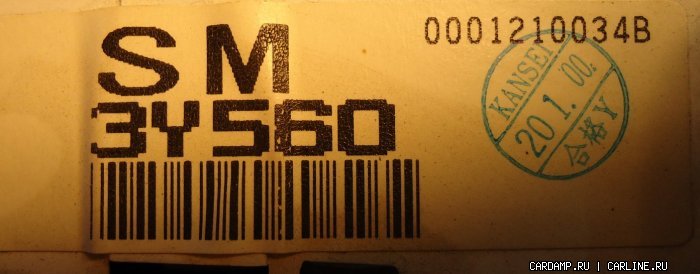 SM
0001210034B
3Y560
KANSEI
20 1. 00.
合格 Y
CARDAMP.RU | CARLINE.RU